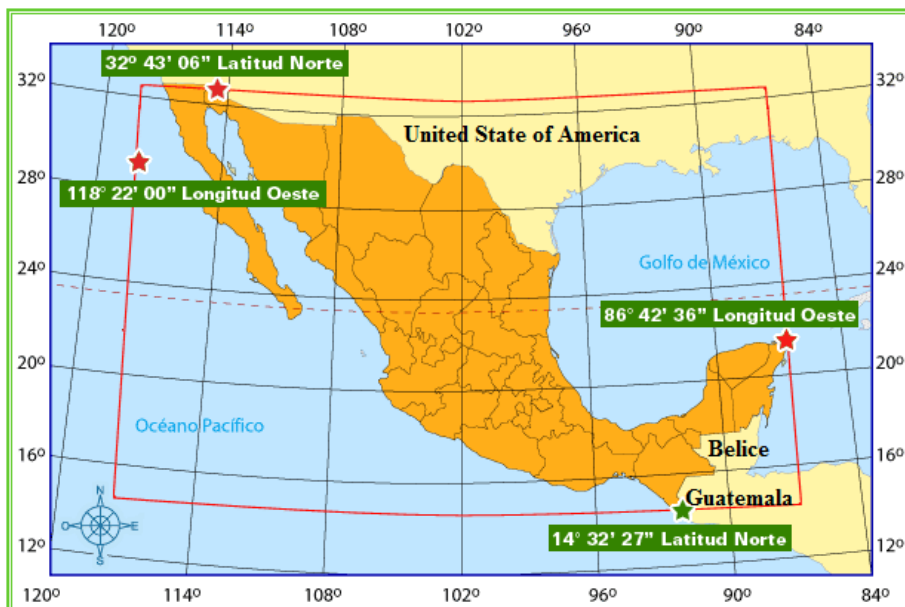 120º 114º 108º 102º 96º 90º 84º
32º 43' 06" Latitud Norte
32º 32º
United State of America
28º 28º
118º 22' 00" Longitud Oeste
Golfo de México
24º 24º
86º 42' 36" Longitud Oeste
20º 20º
Océano Pacífico
Belice
16º 16º
Guatemala
N
O E
S
14º 32' 27" Latitud Norte
12º 12º
120º 114º 108º 102º 96º 90º 84º